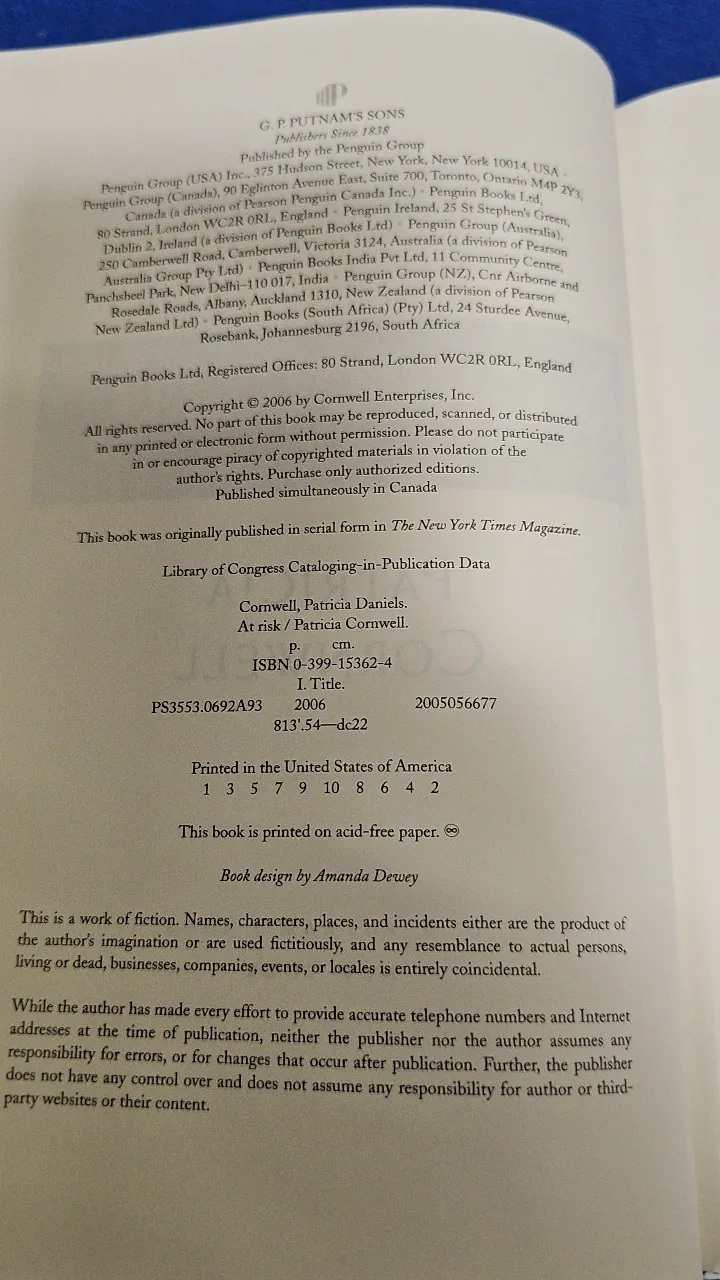 G. P. PUTNAM'S SONS
Publishers Since 1838
Published by the Penguin Group
Penguin Group (USA) Inc., 375 Hudson Street, New York, New York 10014, USA •
Penguin Group (Canada), 90 Eglinton Avenue East, Suite 700, Toronto, Ontario M4P 2Y3,
Canada (a division of Pearson Penguin Canada Inc.) • Penguin Books Ltd,
80 Strand, London WC2R 0RL, England • Penguin Ireland, 25 St Stephen's Green,
Dublin 2, Ireland (a division of Penguin Books Ltd) • Penguin Group (Australia),
250 Camberwell Road, Camberwell, Victoria 3124, Australia (a division of Pearson
Australia Group Pty Ltd) • Penguin Books India Pvt Ltd, 11 Community Centre,
Panchsheel Park, New Delhi–110 017, India • Penguin Group (NZ), Cnr Airborne and
Rosedale Roads, Albany, Auckland 1310, New Zealand (a division of Pearson
New Zealand Ltd) • Penguin Books (South Africa) (Pty) Ltd, 24 Sturdee Avenue,
Rosebank, Johannesburg 2196, South Africa
Penguin Books Ltd, Registered Offices: 80 Strand, London WC2R 0RL, England
Copyright © 2006 by Cornwell Enterprises, Inc.
All rights reserved. No part of this book may be reproduced, scanned, or distributed
in any printed or electronic form without permission. Please do not participate
in or encourage piracy of copyrighted materials in violation of the
author's rights. Purchase only authorized editions.
Published simultaneously in Canada
This book was originally published in serial form in The New York Times Magazine.
Library of Congress Cataloging-in-Publication Data
Cornwell, Patricia Daniels.
At risk / Patricia Cornwell.
p. cm.
ISBN 0-399-15362-4
I. Title.
PS3553.0692A93 2006 2005056677
813'.54—dc22
Printed in the United States of America
1 3 5 7 9 10 8 6 4 2
This book is printed on acid-free paper. ♾
Book design by Amanda Dewey
This is a work of fiction. Names, characters, places, and incidents either are the product of
the author's imagination or are used fictitiously, and any resemblance to actual persons,
living or dead, businesses, companies, events, or locales is entirely coincidental.
While the author has made every effort to provide accurate telephone numbers and Internet
addresses at the time of publication, neither the publisher nor the author assumes any
responsibility for errors, or for changes that occur after publication. Further, the publisher
does not have any control over and does not assume any responsibility for author or third-
party websites or their content.